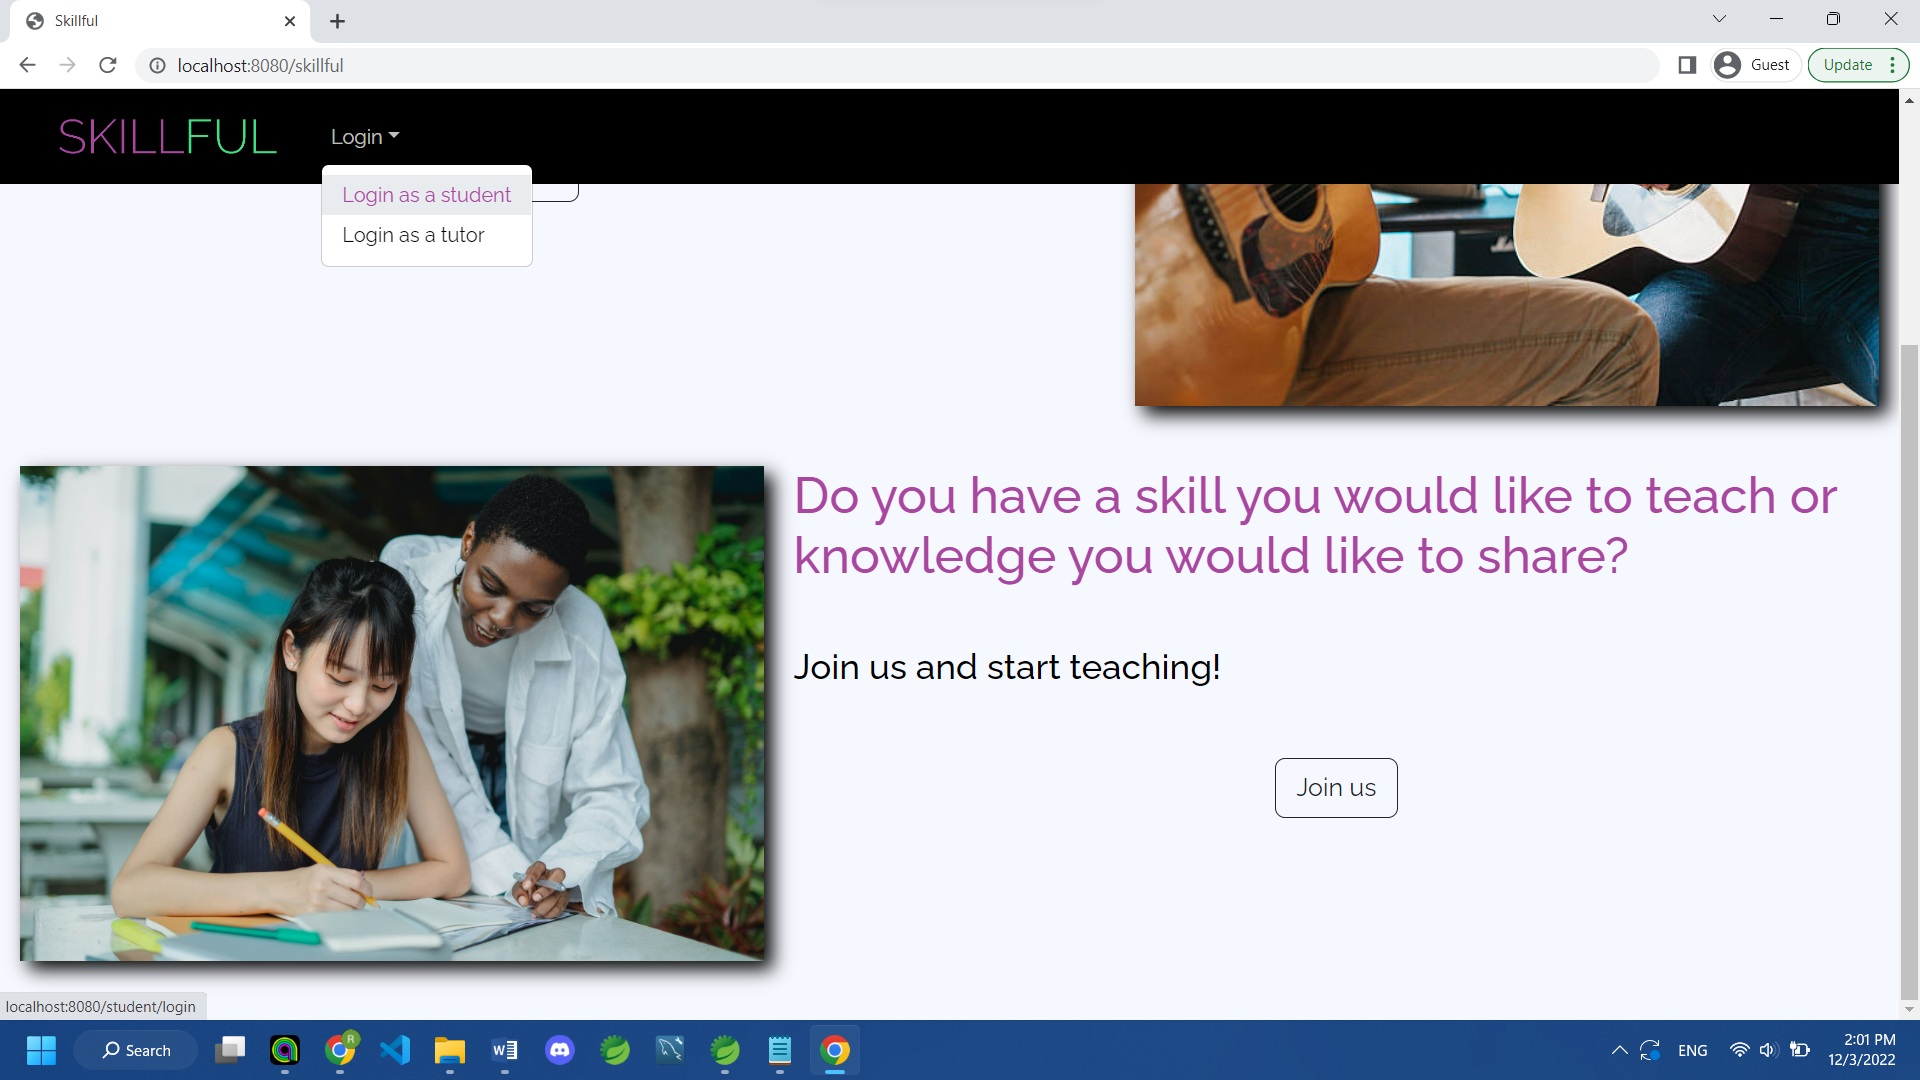 Skillful
localhost:8080/skillful
Guest
Update
SKILLFUL
Login
Login as a student
Login as a tutor
Do you have a skill you would like to teach or
knowledge you would like to share?
Join us and start teaching!
Join us
localhost:8080/student/login
Search
R
W
ENG
2:01 PM
12/3/2022